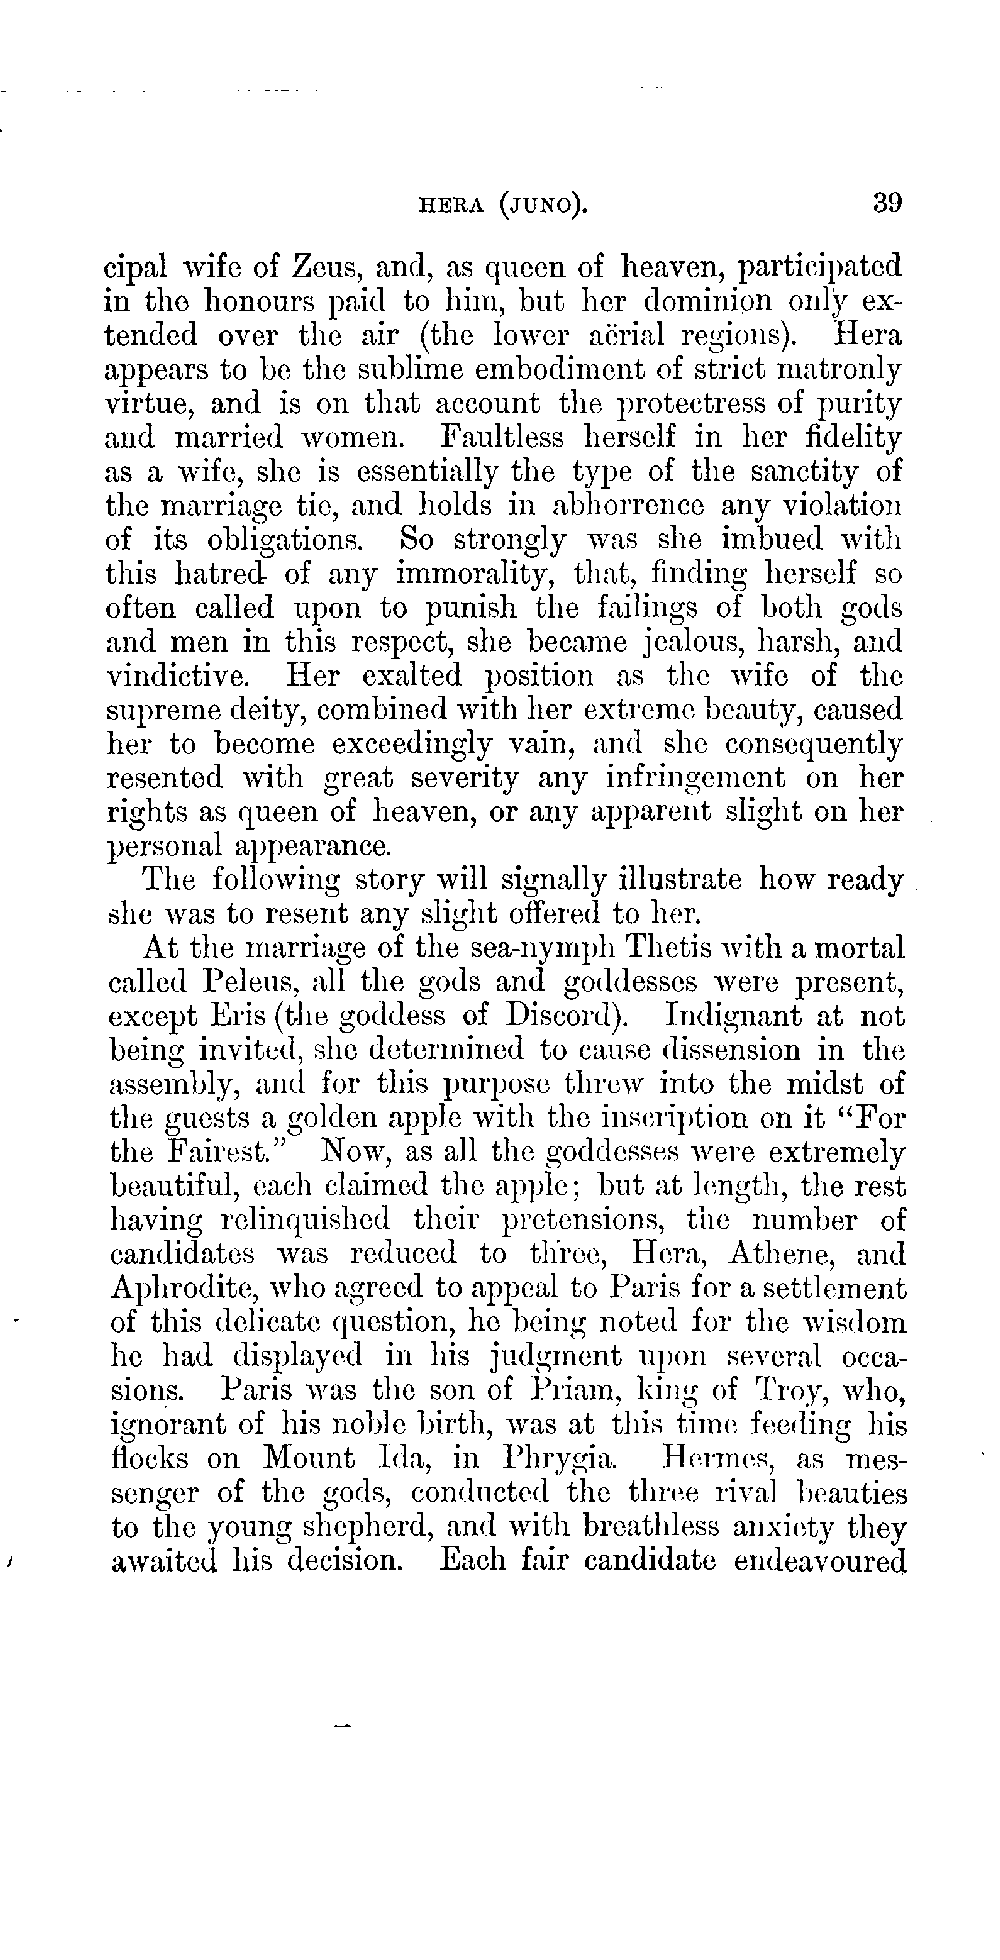 HERA (JUNO). 39
cipal wife of Zeus, and, as queen of heaven, participated
in the honours paid to him, but her dominion only ex-
tended over the air (the lower aërial regions). Hera
appears to be the sublime embodiment of strict matronly
virtue, and is on that account the protectress of purity
and married women. Faultless herself in her fidelity
as a wife, she is essentially the type of the sanctity of
the marriage tie, and holds in abhorrence any violation
of its obligations. So strongly was she imbued with
this hatred of any immorality, that, finding herself so
often called upon to punish the failings of both gods
and men in this respect, she became jealous, harsh, and
vindictive. Her exalted position as the wife of the
supreme deity, combined with her extreme beauty, caused
her to become exceedingly vain, and she consequently
resented with great severity any infringement on her
rights as queen of heaven, or any apparent slight on her
personal appearance.
The following story will signally illustrate how ready
she was to resent any slight offered to her.
At the marriage of the sea-nymph Thetis with a mortal
called Peleus, all the gods and goddesses were present,
except Eris (the goddess of Discord). Indignant at not
being invited, she determined to cause dissension in the
assembly, and for this purpose threw into the midst of
the guests a golden apple with the inscription on it “For
the Fairest.” Now, as all the goddesses were extremely
beautiful, each claimed the apple; but at length, the rest
having relinquished their pretensions, the number of
candidates was reduced to three, Hera, Athene, and
Aphrodite, who agreed to appeal to Paris for a settlement
of this delicate question, he being noted for the wisdom
he had displayed in his judgment upon several occa-
sions. Paris was the son of Priam, king of Troy, who,
ignorant of his noble birth, was at this time feeding his
flocks on Mount Ida, in Phrygia. Hermes, as mes-
senger of the gods, conducted the three rival beauties
to the young shepherd, and with breathless anxiety they
awaited his decision. Each fair candidate endeavoured